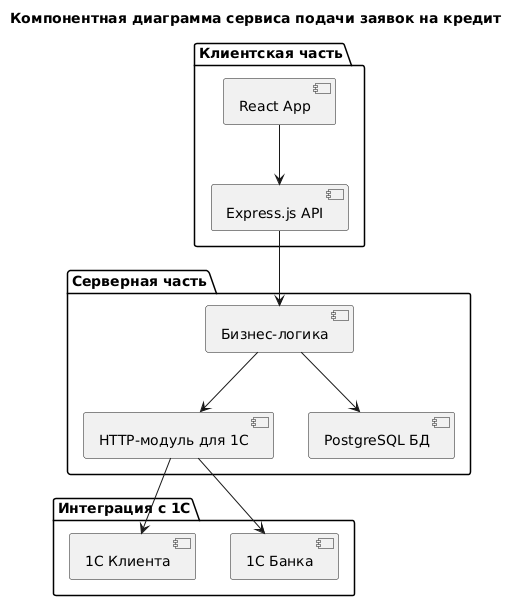 Компонентная диаграмма сервиса подачи заявок на кредит
Клиентская часть
React App
Express.js API
Серверная часть
Бизнес-логика
HTTP-модуль для 1С
PostgreSQL БД
Интеграция с 1С
1С Клиента
1С Банка